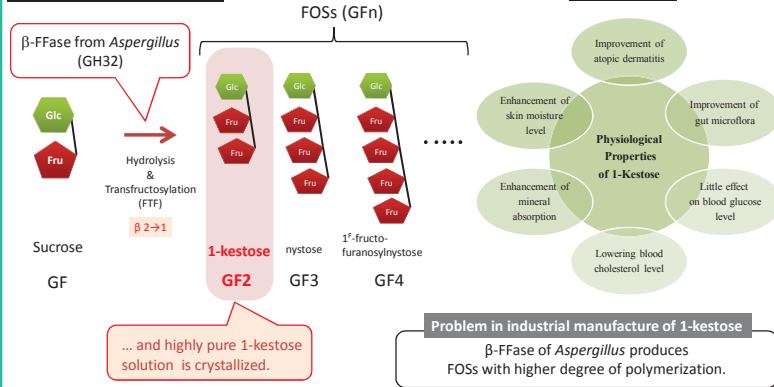 FOSs (GFn)
β-FFase from Aspergillus
(GH32)
Glc
Fru
Hydrolysis
&
Transfructosylation
(FTF)
β 2→1
Sucrose
GF
Glc
Fru
Fru
1-kestose
GF2
Glc
Fru
Fru
Fru
nystose
GF3
Glc
Fru
Fru
Fru
Fru
1F-fructo-
furanosylnystose
GF4
.....
... and highly pure 1-kestose
solution is crystallized.
Improvement of
atopic dermatitis
Enhancement of
skin moisture
level
Improvement of
gut microflora
Physiological
Properties
of 1-Kestose
Enhancement of
mineral
absorption
Little effect
on blood glucose
level
Lowering blood
cholesterol level
Problem in industrial manufacture of 1-kestose
β-FFase of Aspergillus produces
FOSs with higher degree of polymerization.